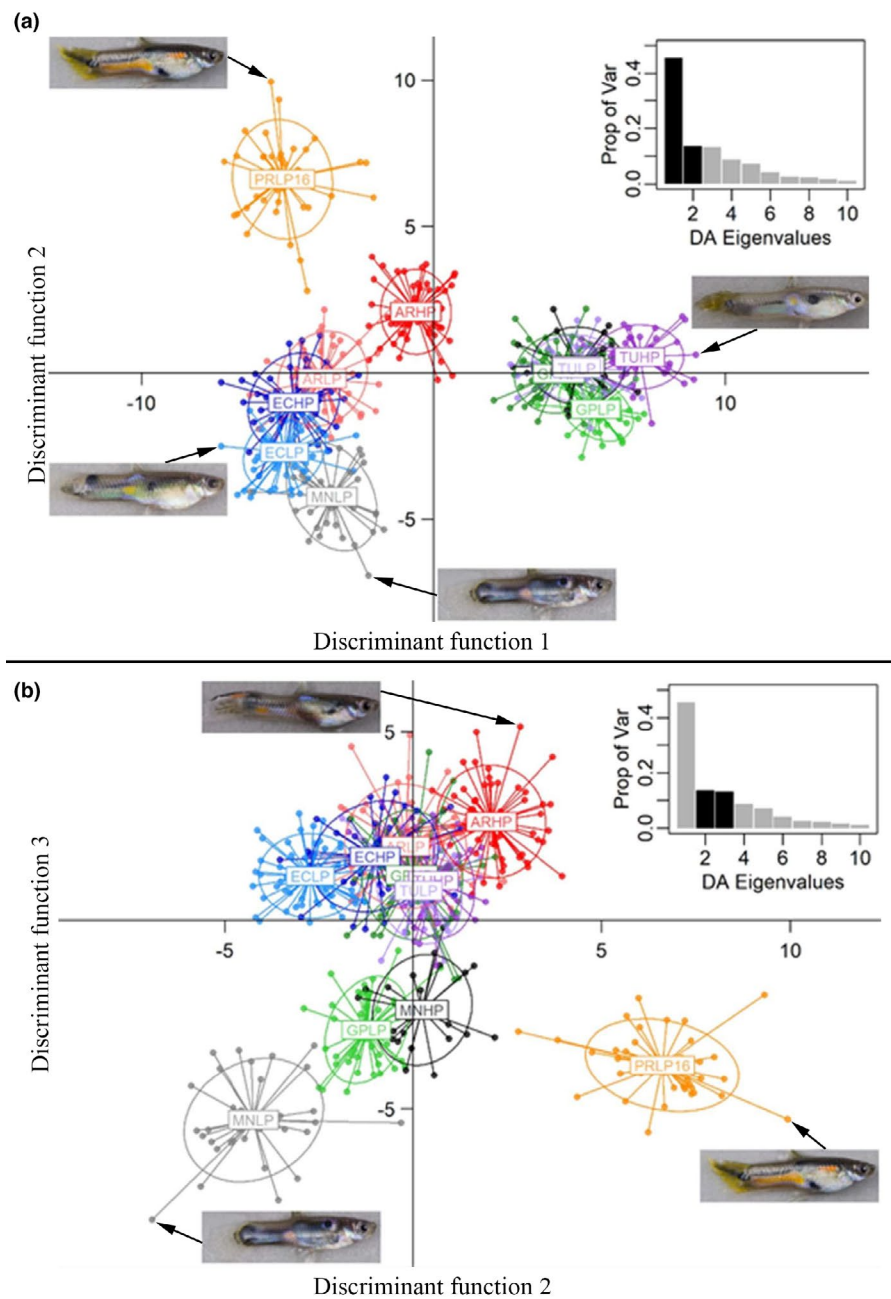 (a)
10
5
-10
10
-5
PRLP16
ARHP
ARLP
ECHP
ECLP
MNLP
TULP
TUHP
GPLP
Prop of Var
0.4
0.2
0.0
2 4 6 8 10
DA Eigenvalues
Discriminant function 2
Discriminant function 1
(b)
5
-5
5
10
-5
ARHP
ECHP
ECLP
TULP
MNHP
GPLP
PRLP16
MNLP
Prop of Var
0.4
0.2
0.0
2 4 6 8 10
DA Eigenvalues
Discriminant function 3
Discriminant function 2